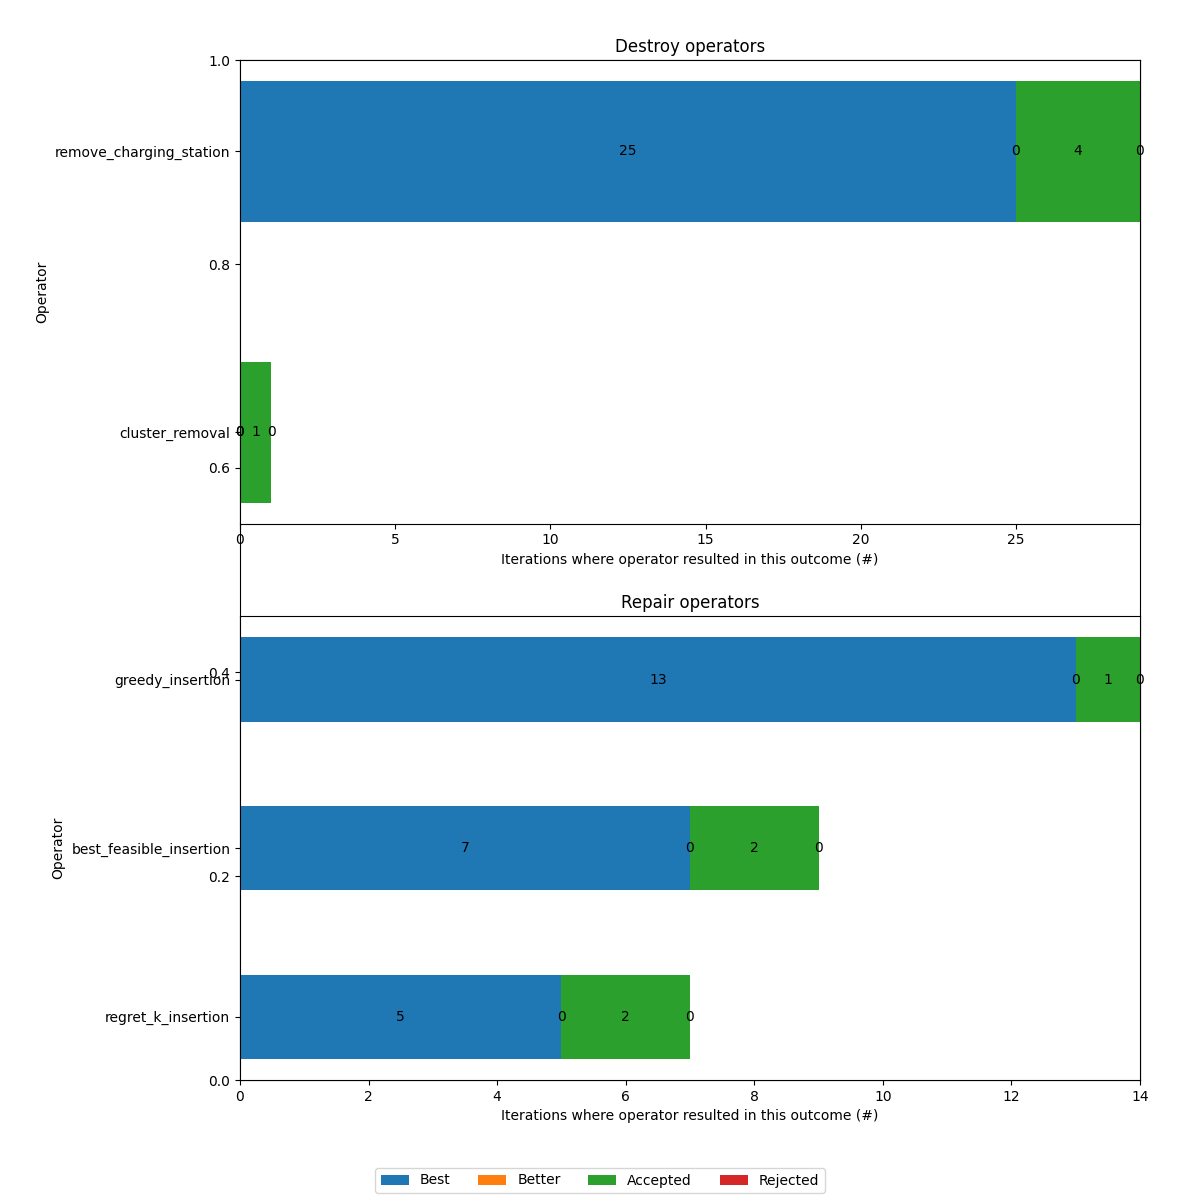 Destroy operators
1.0
remove_charging_station
25 0 4 0
0.8
Operator
cluster_removal
0 0 1 0
0.6
0 5 10 15 20 25
Iterations where operator resulted in this outcome (#)
Repair operators
0.4
greedy_insertion
13 0 1 0
Operator
best_feasible_insertion
7 0 2 0
0.2
regret_k_insertion
5 0 2 0
0.0
0 2 4 6 8 10 12 14
Iterations where operator resulted in this outcome (#)
Best Better Accepted Rejected